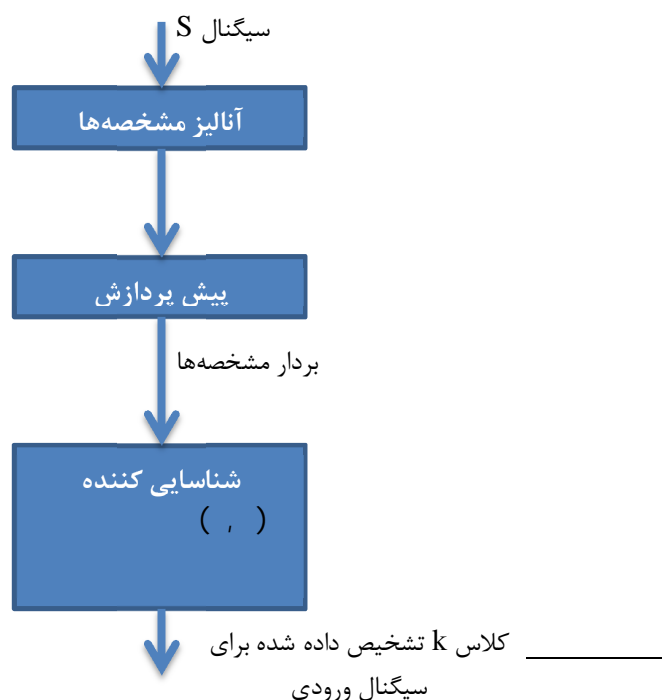 سیگنال S
آنالیز مشخصه‌ها
پیش پردازش
بردار مشخصه‌ها
شناسایی کننده
( , )
کلاس k تشخیص داده شده برای
سیگنال ورودی